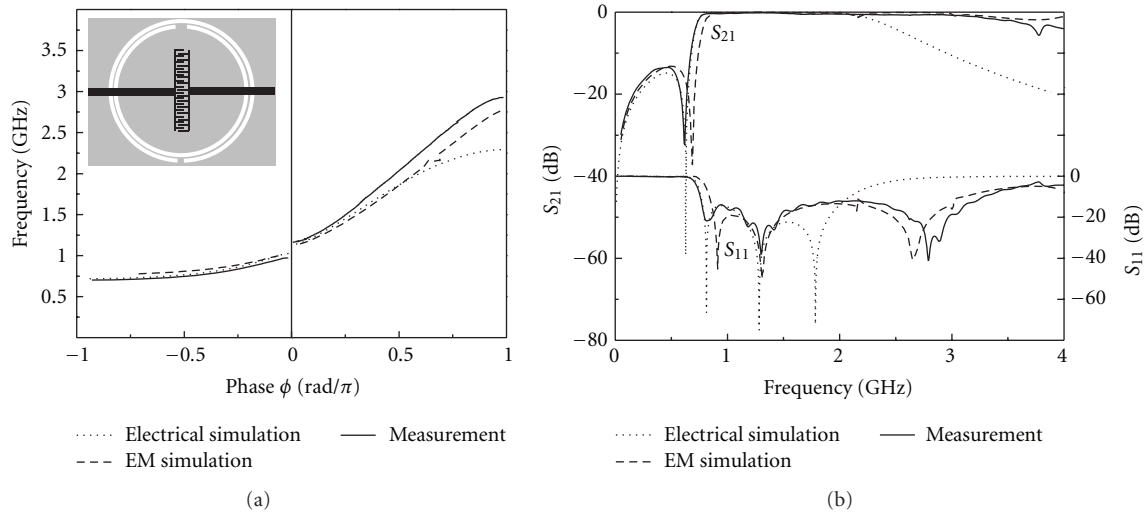 3.5
3
2.5
2
1.5
1
0.5
Frequency (GHz)
−1
−0.5
0
0.5
1
Phase ϕ (rad/π)
Electrical simulation
EM simulation
Measurement
(a)
0
−20
−40
−60
−80
S21 (dB)
S21
S11
0
−20
−40
−60
S11 (dB)
0
1
2
3
4
Frequency (GHz)
Electrical simulation
EM simulation
Measurement
(b)